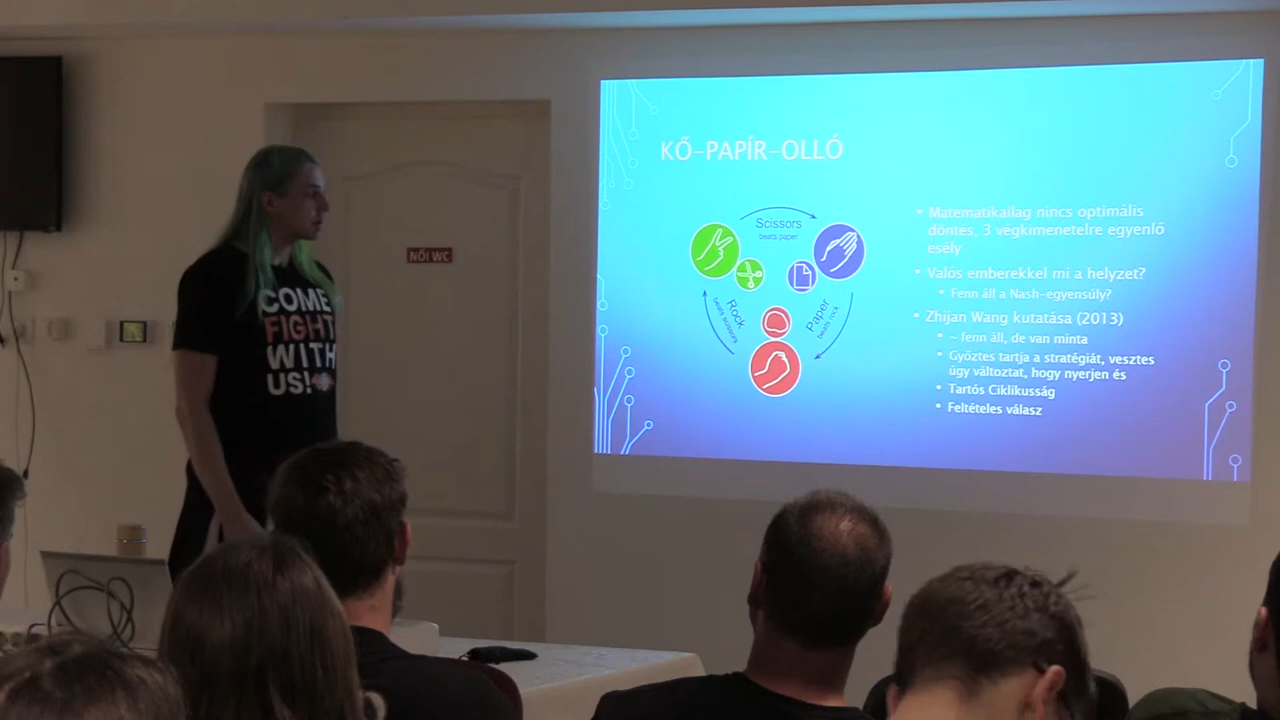 NŐI WC
COME
FIGHT
WITH
US!
KŐ-PAPÍR-OLLÓ
Scissors
beats paper
Paper
beats rock
Rock
beats scissors
• Matematikailag nincs optimális
döntés, 3 végkimenetelre egyenlő
esély
• Valós emberekkel mi a helyzet?
• Fenn áll a Nash-egyensúly?
• Zhijan Wang kutatása (2013)
• ~ fenn áll, de van minta
• Győztes tartja a stratégiát, vesztes
úgy változtat, hogy nyerjen és
• Tartós Ciklikusság
• Feltételes válasz